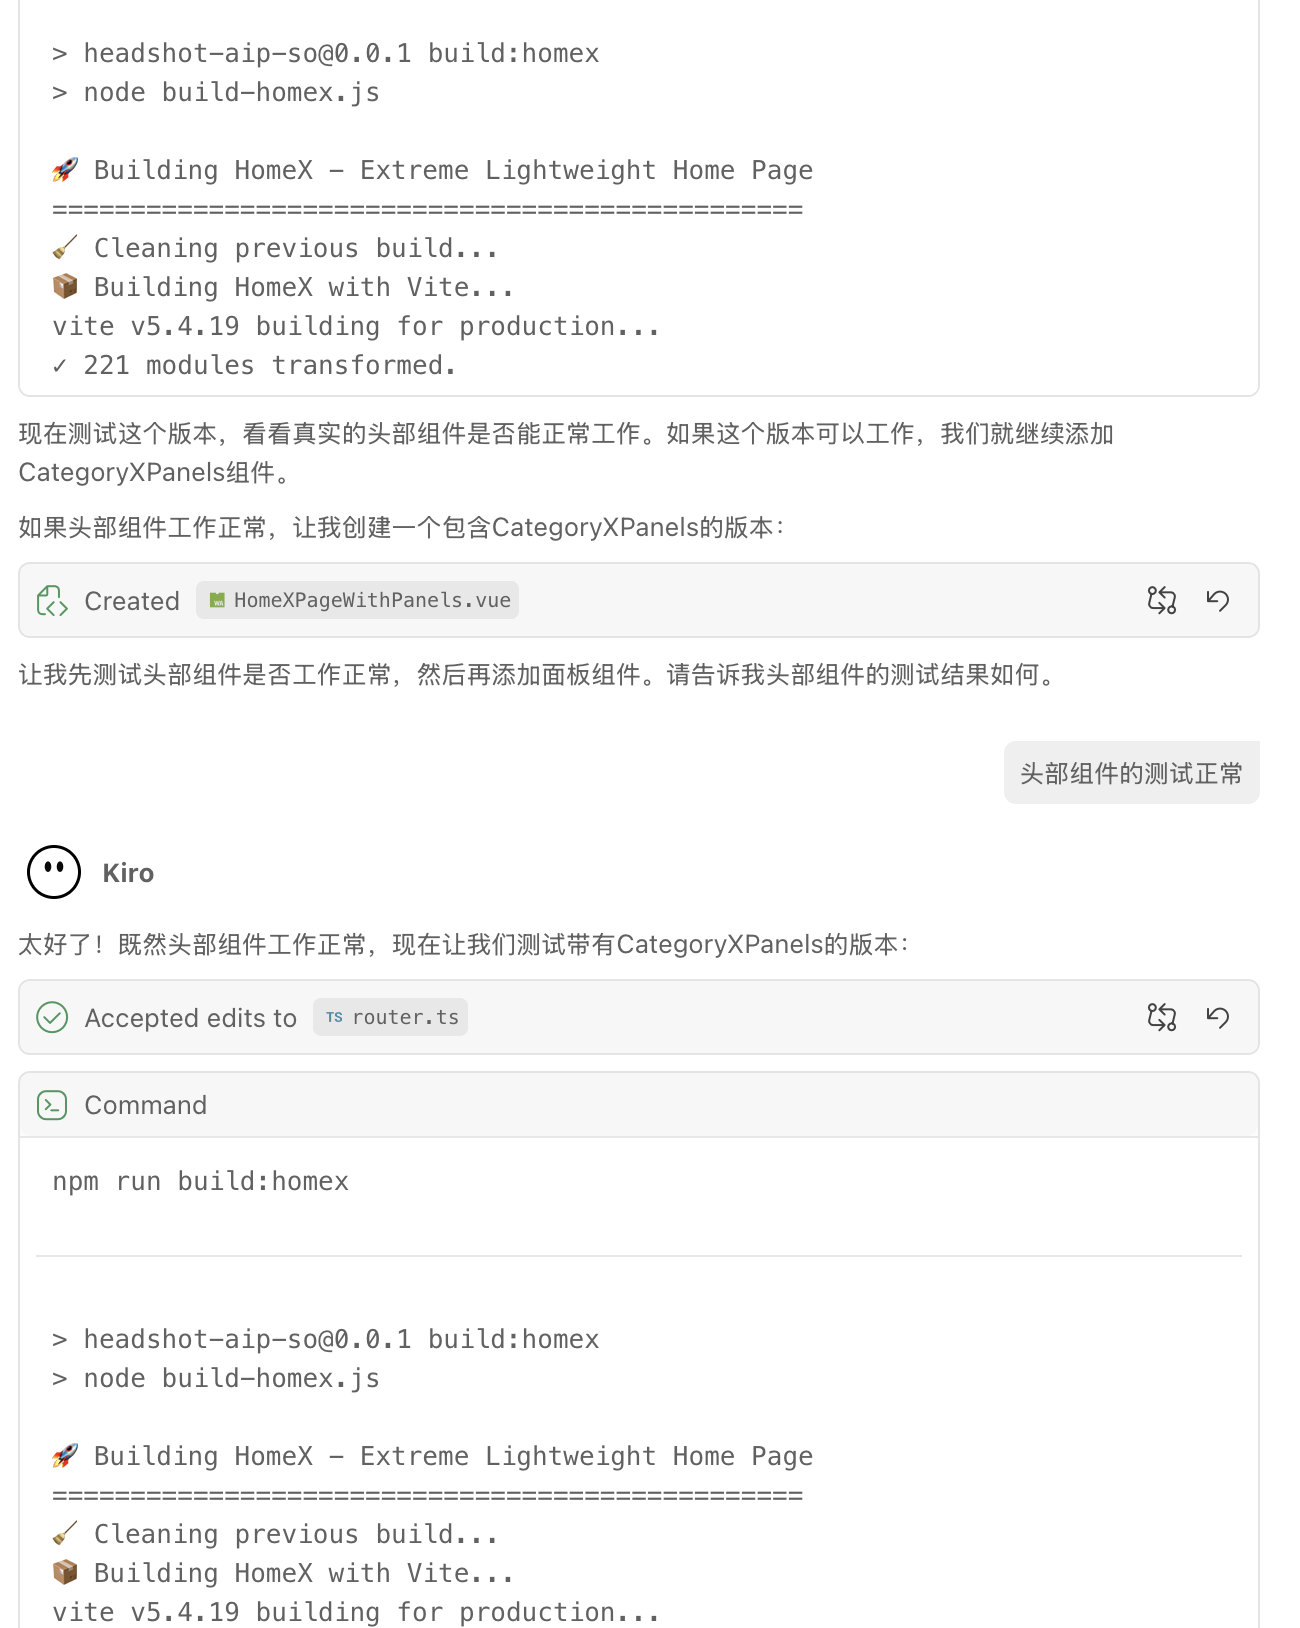 > headshot-aip-so@0.0.1 build:homex
> node build-homex.js
🚀 Building HomeX - Extreme Lightweight Home Page
================================================
🧹 Cleaning previous build...
📦 Building HomeX with Vite...
vite v5.4.19 building for production...
✓ 221 modules transformed.
现在测试这个版本，看看真实的头部组件是否能正常工作。如果这个版本可以工作，我们就继续添加
CategoryXPanels组件。
如果头部组件工作正常，让我创建一个包含CategoryXPanels的版本：
Created HomeXPageWithPanels.vue
让我先测试头部组件是否工作正常，然后再添加面板组件。请告诉我头部组件的测试结果如何。
头部组件的测试正常
Kiro
太好了！既然头部组件工作正常，现在让我们测试带有CategoryXPanels的版本：
Accepted edits to TS router.ts
Command
npm run build:homex
> headshot-aip-so@0.0.1 build:homex
> node build-homex.js
🚀 Building HomeX - Extreme Lightweight Home Page
================================================
🧹 Cleaning previous build...
📦 Building HomeX with Vite...
vite v5.4.19 building for production...